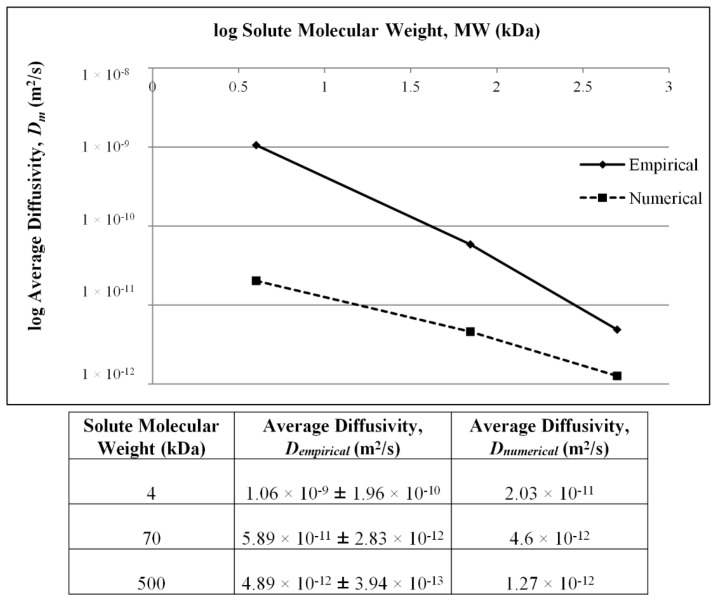 log Solute Molecular Weight, MW (kDa)
1 × 10⁻⁸
0 0.5 1 1.5 2 2.5 3
1 × 10⁻⁹
1 × 10⁻¹⁰
1 × 10⁻¹¹
1 × 10⁻¹²
log Average Diffusivity, Dₘ (m²/s)
Empirical
Numerical
Solute Molecular Weight (kDa) Average Diffusivity, D_empirical (m²/s) Average Diffusivity, D_numerical (m²/s)
4 1.06 × 10⁻⁹ ± 1.96 × 10⁻¹⁰ 2.03 × 10⁻¹¹
70 5.89 × 10⁻¹¹ ± 2.83 × 10⁻¹² 4.6 × 10⁻¹²
500 4.89 × 10⁻¹² ± 3.94 × 10⁻¹³ 1.27 × 10⁻¹²